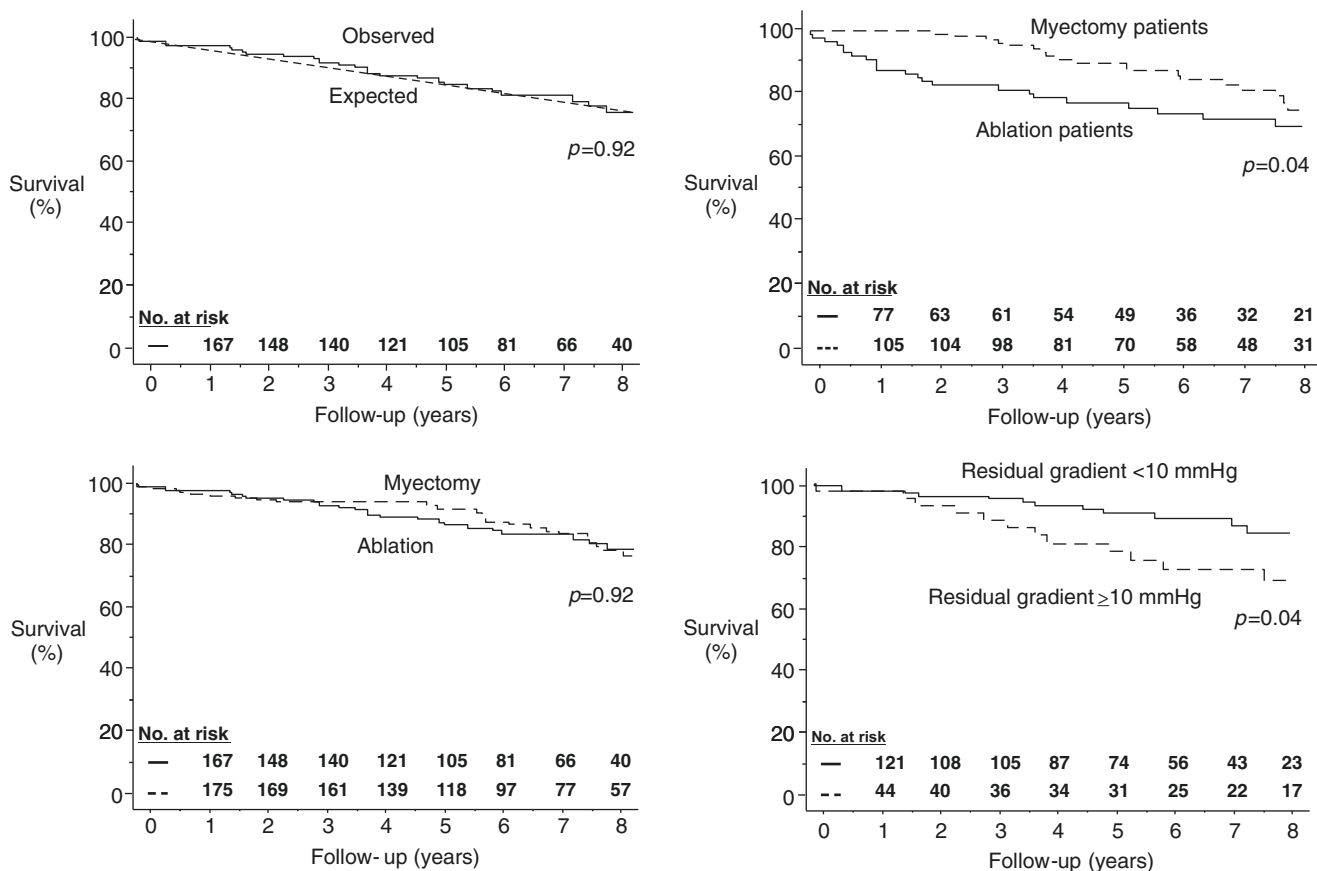 100
80
60
40
20
0
Survival
(%)
Observed
Expected
p=0.92
No. at risk
167 148 140 121 105 81 66 40
0 1 2 3 4 5 6 7 8
Follow-up (years)
100
80
60
40
20
0
Survival
(%)
Myectomy patients
Ablation patients
p=0.04
No. at risk
77 63 61 54 49 36 32 21
105 104 98 81 70 58 48 31
0 1 2 3 4 5 6 7 8
Follow-up (years)
100
80
60
40
20
0
Survival
(%)
Myectomy
Ablation
p=0.92
No. at risk
167 148 140 121 105 81 66 40
175 169 161 139 118 97 77 57
0 1 2 3 4 5 6 7 8
Follow- up (years)
100
80
60
40
20
0
Survival
(%)
Residual gradient <10 mmHg
Residual gradient ≥10 mmHg
p=0.04
No. at risk
121 108 105 87 74 56 43 23
44 40 36 34 31 25 22 17
0 1 2 3 4 5 6 7 8
Follow-up (years)